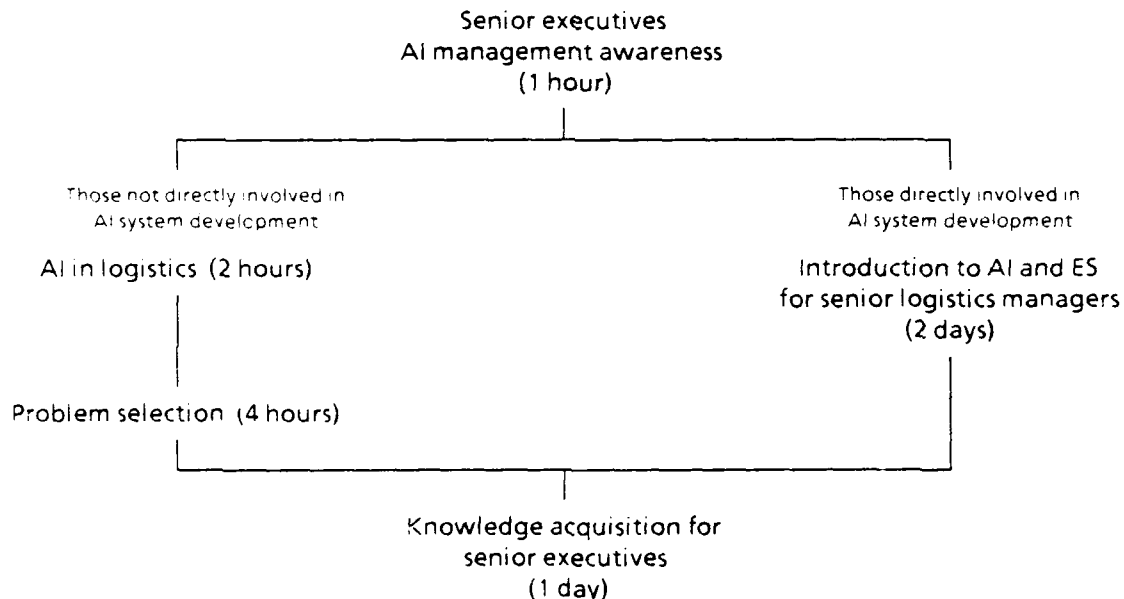 Senior executives
AI management awareness
(1 hour)
Those not directly involved in
AI system development
AI in logistics (2 hours)
Problem selection (4 hours)
Those directly involved in
AI system development
Introduction to AI and ES
for senior logistics managers
(2 days)
Knowledge acquisition for
senior executives
(1 day)